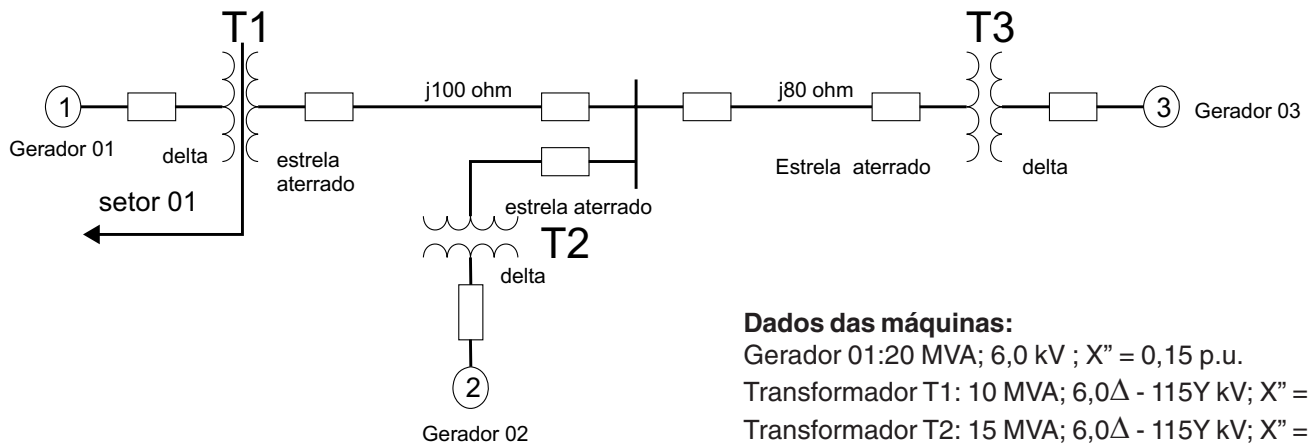 T1
T3
j100 ohm
j80 ohm
1
3
Gerador 01
Gerador 03
delta
estrela
aterrado
Estrela aterrado
delta
setor 01
estrela aterrado
T2
delta
2
Gerador 02
Dados das máquinas:
Gerador 01:20 MVA; 6,0 kV ; X” = 0,15 p.u.
Transformador T1: 10 MVA; 6,0Δ - 115Y kV; X” =
Transformador T2: 15 MVA; 6,0Δ - 115Y kV; X” =